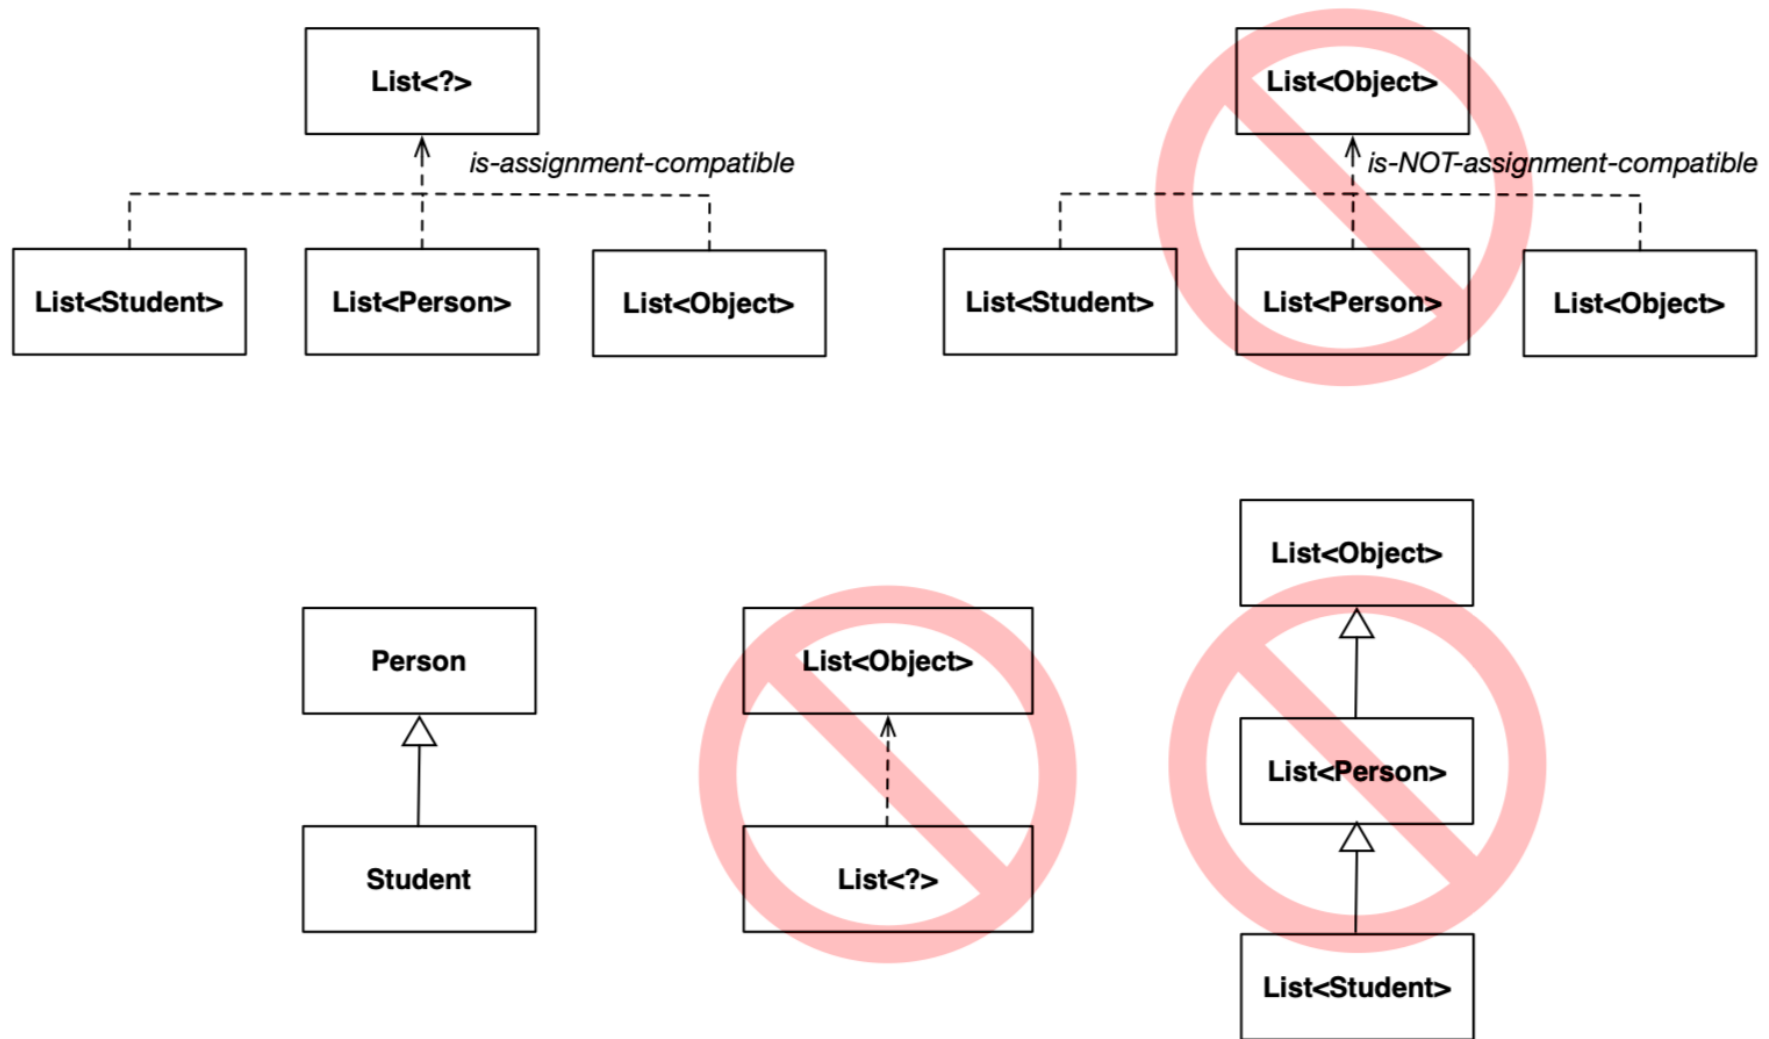 List<?>
List<Object>
is-assignment-compatible
is-NOT-assignment-compatible
List<Student>
List<Person>
List<Object>
List<Student>
List<Person>
List<Object>
List<Object>
Person
List<Object>
List<Person>
Student
List<?>
List<Student>